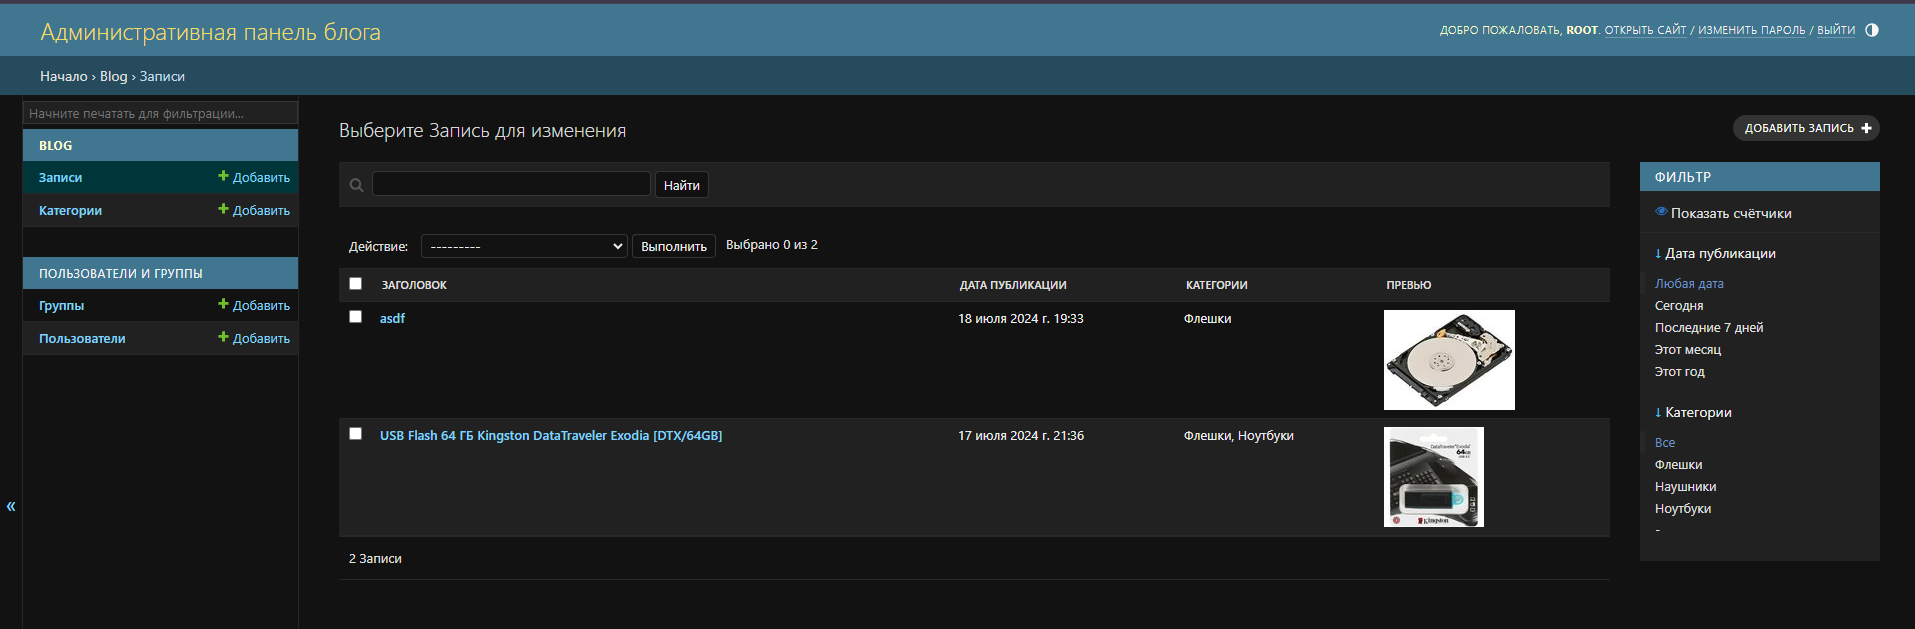 Административная панель блога
ДОБРО ПОЖАЛОВАТЬ, ROOT. ОТКРЫТЬ САЙТ / ИЗМЕНИТЬ ПАРОЛЬ / ВЫЙТИ
Начало › Blog › Записи
Начните печатать для фильтрации...
BLOG
Записи + Добавить
Категории + Добавить
ПОЛЬЗОВАТЕЛИ И ГРУППЫ
Группы + Добавить
Пользователи + Добавить
«
Выберите Запись для изменения
ДОБАВИТЬ ЗАПИСЬ +
Найти
Действие: --------- Выполнить Выбрано 0 из 2
ЗАГОЛОВОК ДАТА ПУБЛИКАЦИИ КАТЕГОРИИ ПРЕВЬЮ
asdf 18 июля 2024 г. 19:33 Флешки
USB Flash 64 ГБ Kingston DataTraveler Exodia [DTX/64GB] 17 июля 2024 г. 21:36 Флешки, Ноутбуки
DataTraveler Exodia
64GB
Kingston
2 Записи
ФИЛЬТР
Показать счётчики
↓ Дата публикации
Любая дата
Сегодня
Последние 7 дней
Этот месяц
Этот год
↓ Категории
Все
Флешки
Наушники
Ноутбуки
-